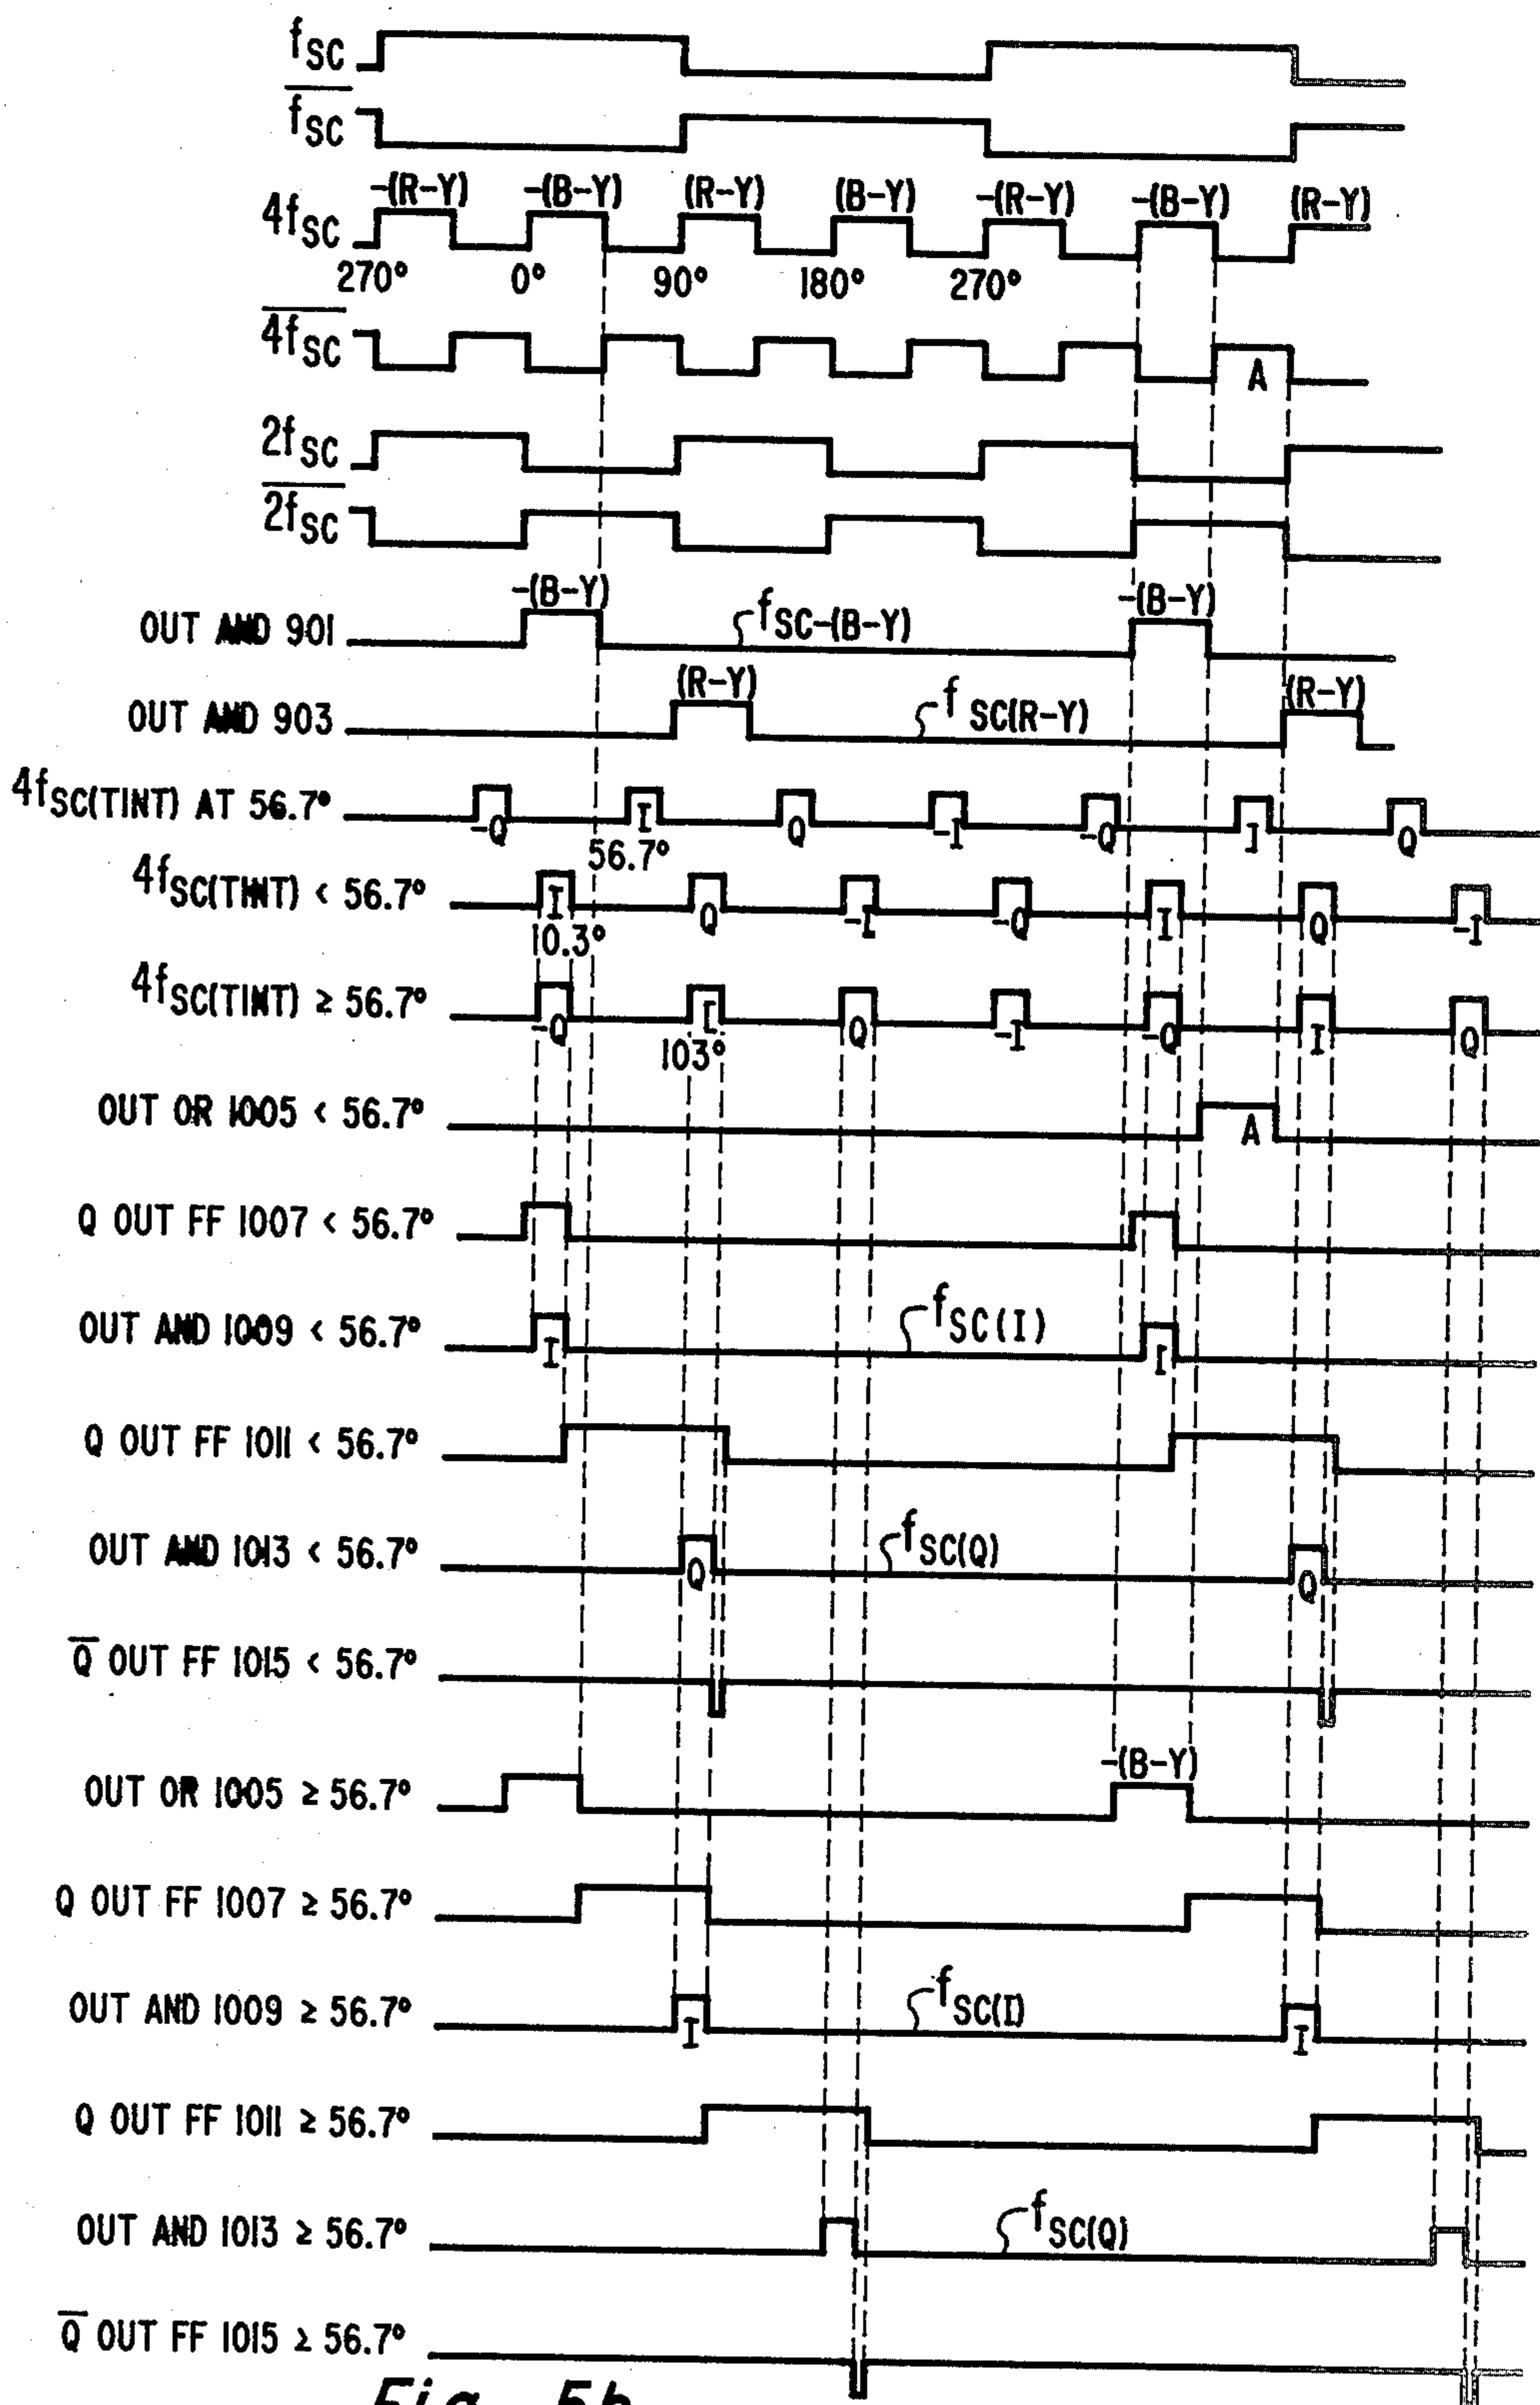 fSC
fSC
-(R-Y) -(B-Y) (R-Y) (B-Y) -(R-Y) -(B-Y) (R-Y)
4fSC
270° 0° 90° 180° 270°
4fSC
A
2fSC
2fSC
-(B-Y) -(B-Y)
OUT AND 901 fSC-(B-Y)
(R-Y) (R-Y)
OUT AND 903 fSC(R-Y)
4fSC(TINT) AT 56.7° -Q I Q -I -Q I Q
56.7°
4fSC(TINT) < 56.7° I Q -I -Q I Q -I
10.3°
4fSC(TINT) ≥ 56.7° -Q I Q -I -Q I Q
103°
OUT OR 1005 < 56.7° A
Q OUT FF 1007 < 56.7°
OUT AND 1009 < 56.7° I fSC(I) I
Q OUT FF 1011 < 56.7°
OUT AND 1013 < 56.7° Q fSC(Q) Q
Q̅ OUT FF 1015 < 56.7°
-(B-Y)
OUT OR 1005 ≥ 56.7°
Q OUT FF 1007 ≥ 56.7°
OUT AND 1009 ≥ 56.7° I fSC(I) I
Q OUT FF 1011 ≥ 56.7°
OUT AND 1013 ≥ 56.7° fSC(Q)
Q̅ OUT FF 1015 ≥ 56.7°
Fig. 5b